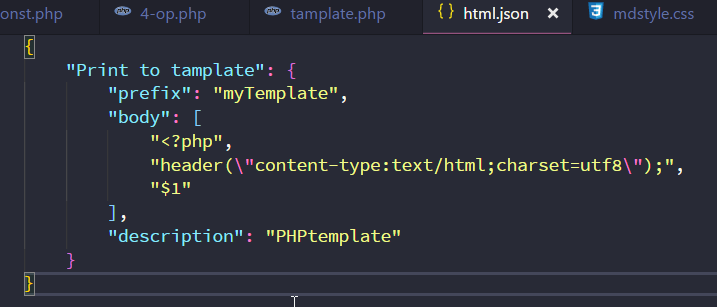 onst.php 4-op.php tamplate.php {} html.json × mdstyle.css
{
    "Print to tamplate": {
        "prefix": "myTemplate",
        "body": [
            "<?php",
            "header(\"content-type:text/html;charset=utf8\");",
            "$1"
        ],
        "description": "PHPtemplate"
    }
}